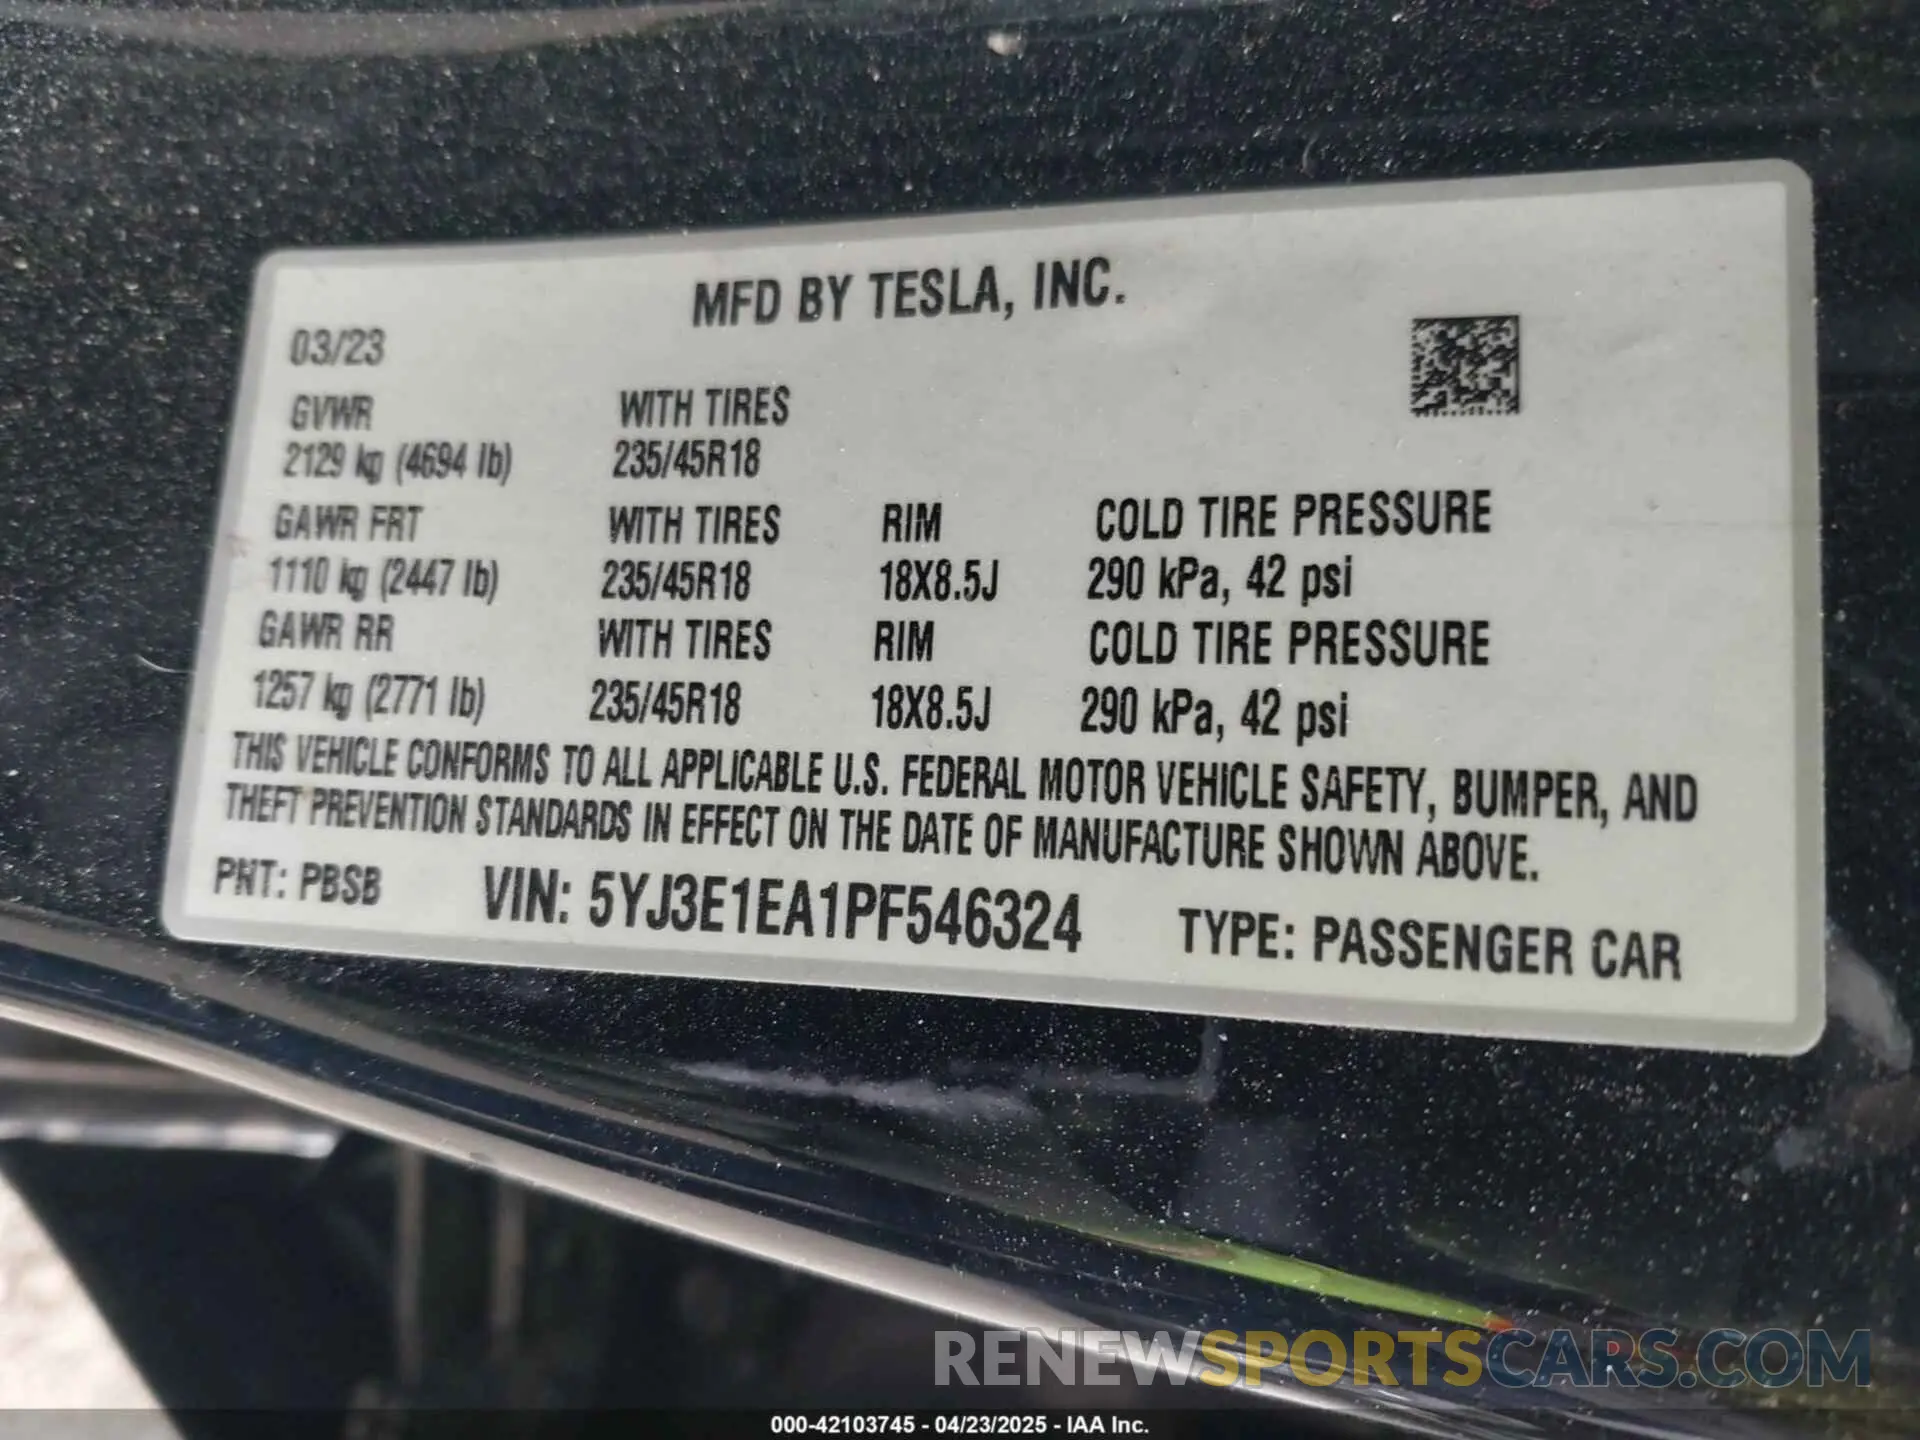 MFD BY TESLA, INC.
03/23
GVWR WITH TIRES
2129 kg (4694 lb) 235/45R18
GAWR FRT WITH TIRES RIM COLD TIRE PRESSURE
1110 kg (2447 lb) 235/45R18 18X8.5J 290 kPa, 42 psi
GAWR RR WITH TIRES RIM COLD TIRE PRESSURE
1257 kg (2771 lb) 235/45R18 18X8.5J 290 kPa, 42 psi
THIS VEHICLE CONFORMS TO ALL APPLICABLE U.S. FEDERAL MOTOR VEHICLE SAFETY, BUMPER, AND
THEFT PREVENTION STANDARDS IN EFFECT ON THE DATE OF MANUFACTURE SHOWN ABOVE.
PNT: PBSB VIN: 5YJ3E1EA1PF546324 TYPE: PASSENGER CAR
RENEWSPORTSCARS.COM
000-42103745 - 04/23/2025 - IAA Inc.